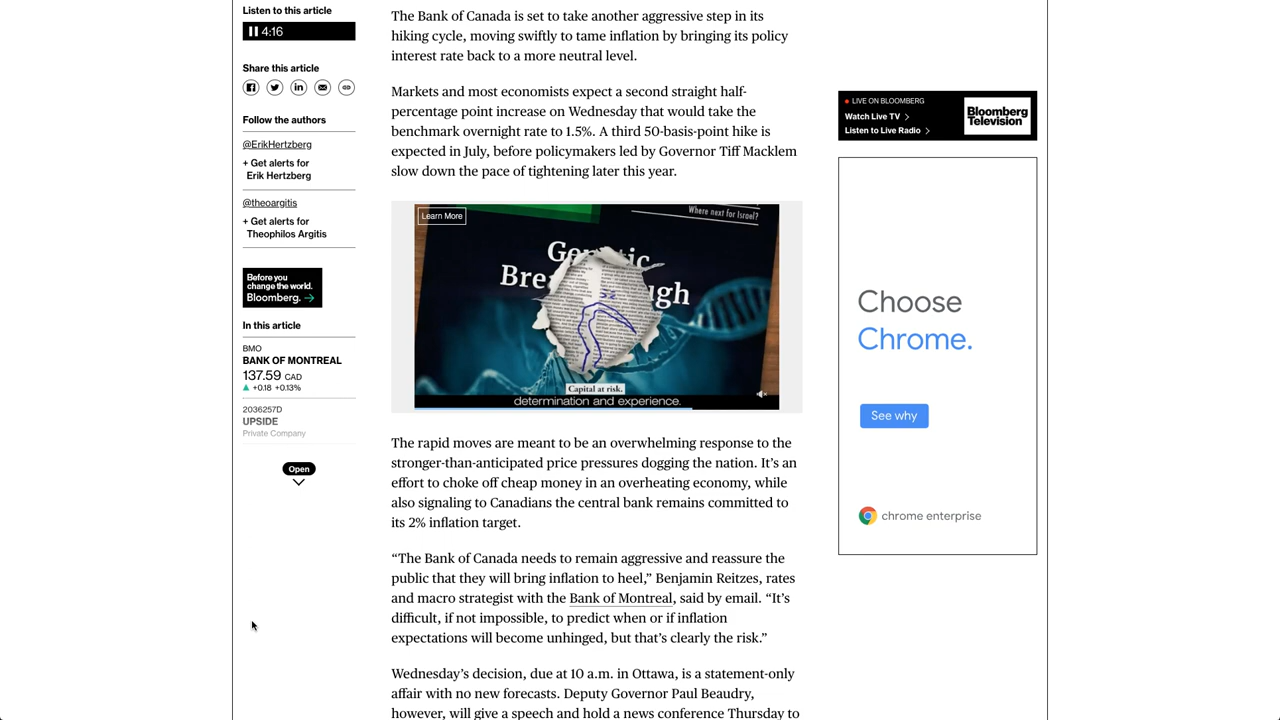 Listen to this article
4:16
Share this article
Follow the authors
@ErikHertzberg
+ Get alerts for
Erik Hertzberg
@theoargitis
+ Get alerts for
Theophilos Argitis
Before you
change the world.
Bloomberg.
In this article
BMO
BANK OF MONTREAL
137.59 CAD
+0.18 +0.13%
2036257D
UPSIDE
Private Company
Open
The Bank of Canada is set to take another aggressive step in its
hiking cycle, moving swiftly to tame inflation by bringing its policy
interest rate back to a more neutral level.
Markets and most economists expect a second straight half-
percentage point increase on Wednesday that would take the
benchmark overnight rate to 1.5%. A third 50-basis-point hike is
expected in July, before policymakers led by Governor Tiff Macklem
slow down the pace of tightening later this year.
Learn More
Where next for Israel?
Capital at risk.
determination and experience.
The rapid moves are meant to be an overwhelming response to the
stronger-than-anticipated price pressures dogging the nation. It’s an
effort to choke off cheap money in an overheating economy, while
also signaling to Canadians the central bank remains committed to
its 2% inflation target.
“The Bank of Canada needs to remain aggressive and reassure the
public that they will bring inflation to heel,” Benjamin Reitzes, rates
and macro strategist with the Bank of Montreal, said by email. “It’s
difficult, if not impossible, to predict when or if inflation
expectations will become unhinged, but that’s clearly the risk.”
Wednesday’s decision, due at 10 a.m. in Ottawa, is a statement-only
affair with no new forecasts. Deputy Governor Paul Beaudry,
however, will give a speech and hold a news conference Thursday to
LIVE ON BLOOMBERG
Watch Live TV
Listen to Live Radio
Bloomberg
Television
Choose
Chrome.
See why
chrome enterprise